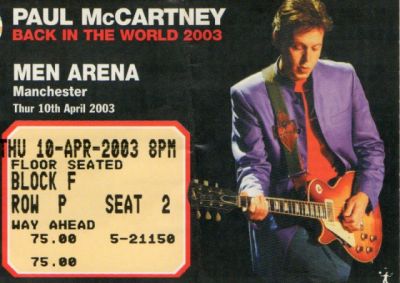 PAUL McCARTNEY
BACK IN THE WORLD 2003
MEN ARENA
Manchester
Thur 10th April 2003
THU 10-APR-2003 8PM
FLOOR SEATED
BLOCK F
ROW P SEAT 2
WAY AHEAD
75.00 5-21150
75.00